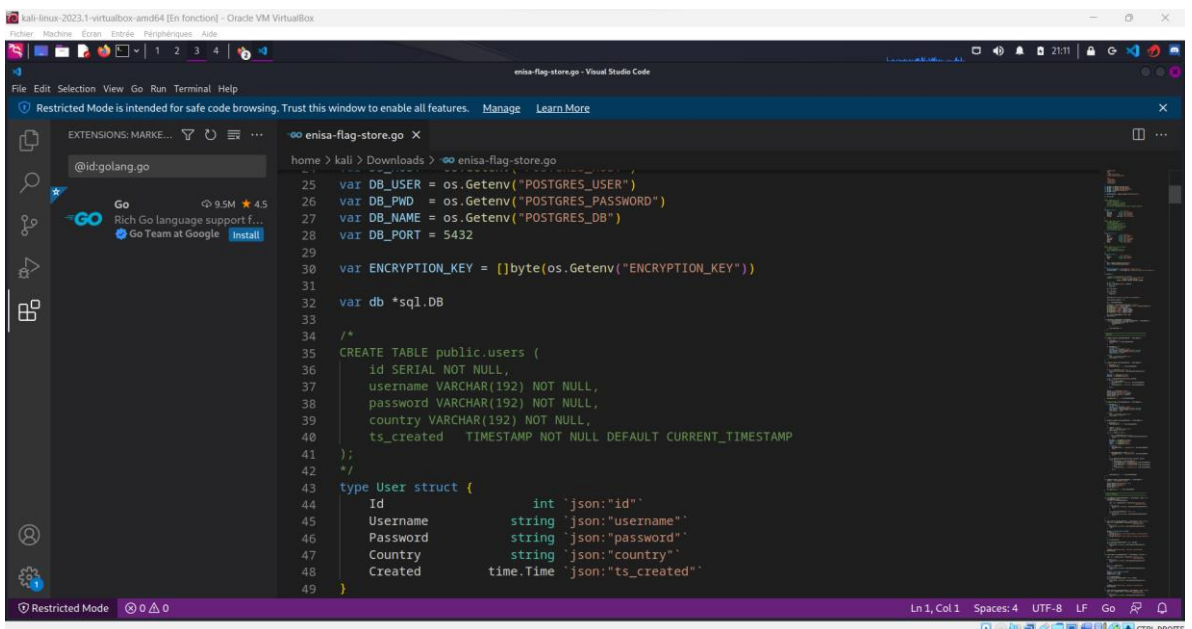 kali-linux-2023.1-virtualbox-amd64 [En fonction] - Oracle VM VirtualBox
Fichier Machine Écran Entrée Périphériques Aide
1 2 3 4 21:11
enisa-flag-store.go - Visual Studio Code
File Edit Selection View Go Run Terminal Help
Restricted Mode is intended for safe code browsing. Trust this window to enable all features. Manage Learn More
EXTENSIONS: MARKE...
enisa-flag-store.go
@id:golang.go
home > kali > Downloads > enisa-flag-store.go
Go 9.5M ★ 4.5
Rich Go language support f...
Go Team at Google Install
25 var DB_USER = os.Getenv("POSTGRES_USER")
26 var DB_PWD = os.Getenv("POSTGRES_PASSWORD")
27 var DB_NAME = os.Getenv("POSTGRES_DB")
28 var DB_PORT = 5432
29
30 var ENCRYPTION_KEY = []byte(os.Getenv("ENCRYPTION_KEY"))
31
32 var db *sql.DB
33
34 /*
35 CREATE TABLE public.users (
36 id SERIAL NOT NULL,
37 username VARCHAR(192) NOT NULL,
38 password VARCHAR(192) NOT NULL,
39 country VARCHAR(192) NOT NULL,
40 ts_created TIMESTAMP NOT NULL DEFAULT CURRENT_TIMESTAMP
41 );
42 */
43 type User struct {
44 Id int `json:"id"`
45 Username string `json:"username"`
46 Password string `json:"password"`
47 Country string `json:"country"`
48 Created time.Time `json:"ts_created"`
49 }
1
Restricted Mode 0 0 Ln 1, Col 1 Spaces: 4 UTF-8 LF Go
CTRL DROITE